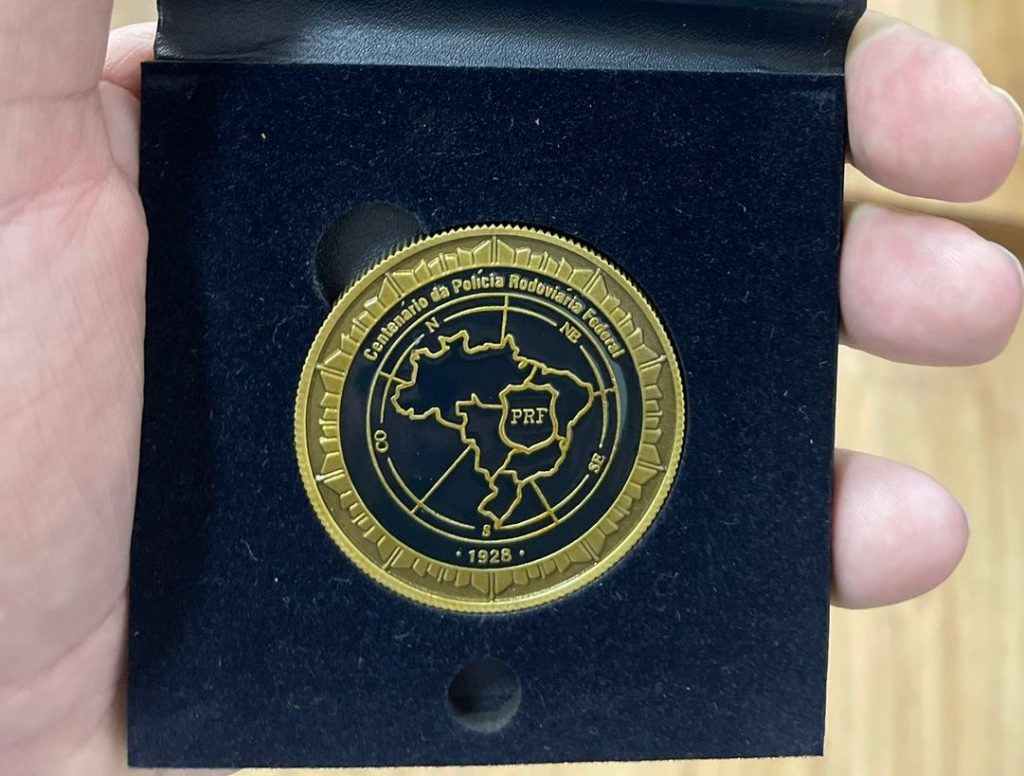 Centenário da Polícia Rodoviária Federal
N
NE
PRF
CO
SE
S
· 1928 ·